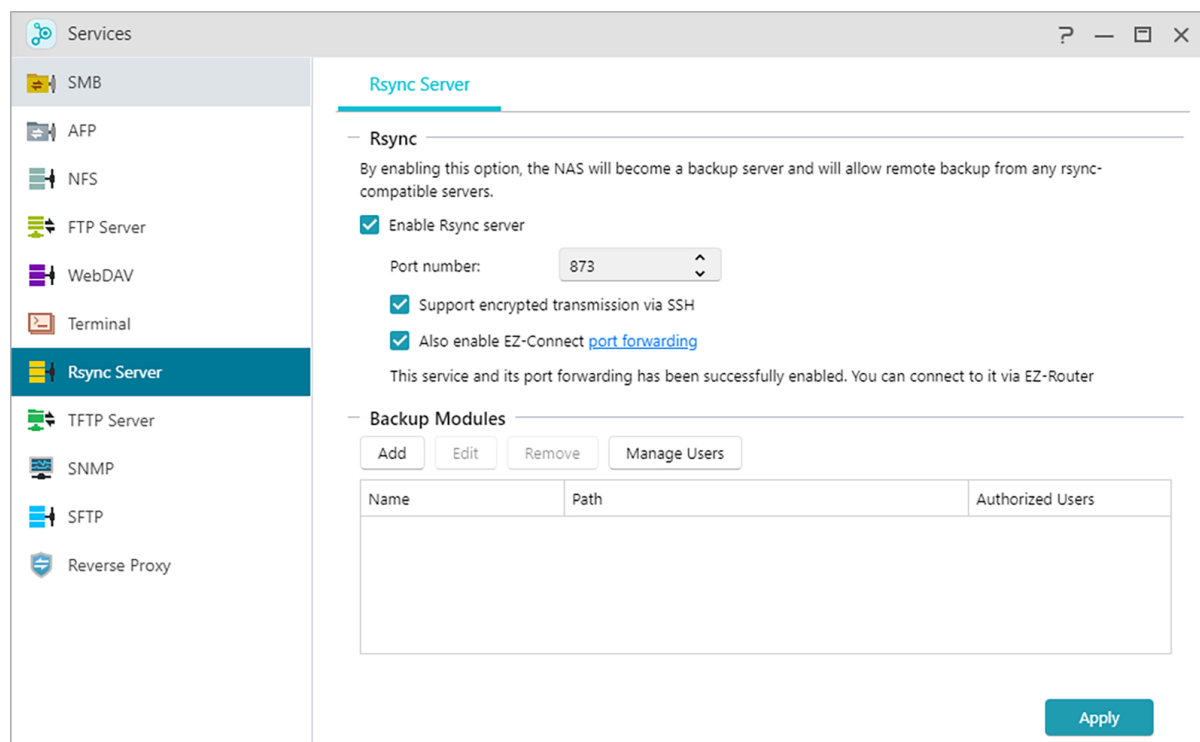 Services
SMB
AFP
NFS
FTP Server
WebDAV
Terminal
Rsync Server
TFTP Server
SNMP
SFTP
Reverse Proxy
Rsync Server
Rsync
By enabling this option, the NAS will become a backup server and will allow remote backup from any rsync-
compatible servers.
Enable Rsync server
Port number: 873
Support encrypted transmission via SSH
Also enable EZ-Connect port forwarding
This service and its port forwarding has been successfully enabled. You can connect to it via EZ-Router
Backup Modules
Add Edit Remove Manage Users
Name Path Authorized Users
Apply